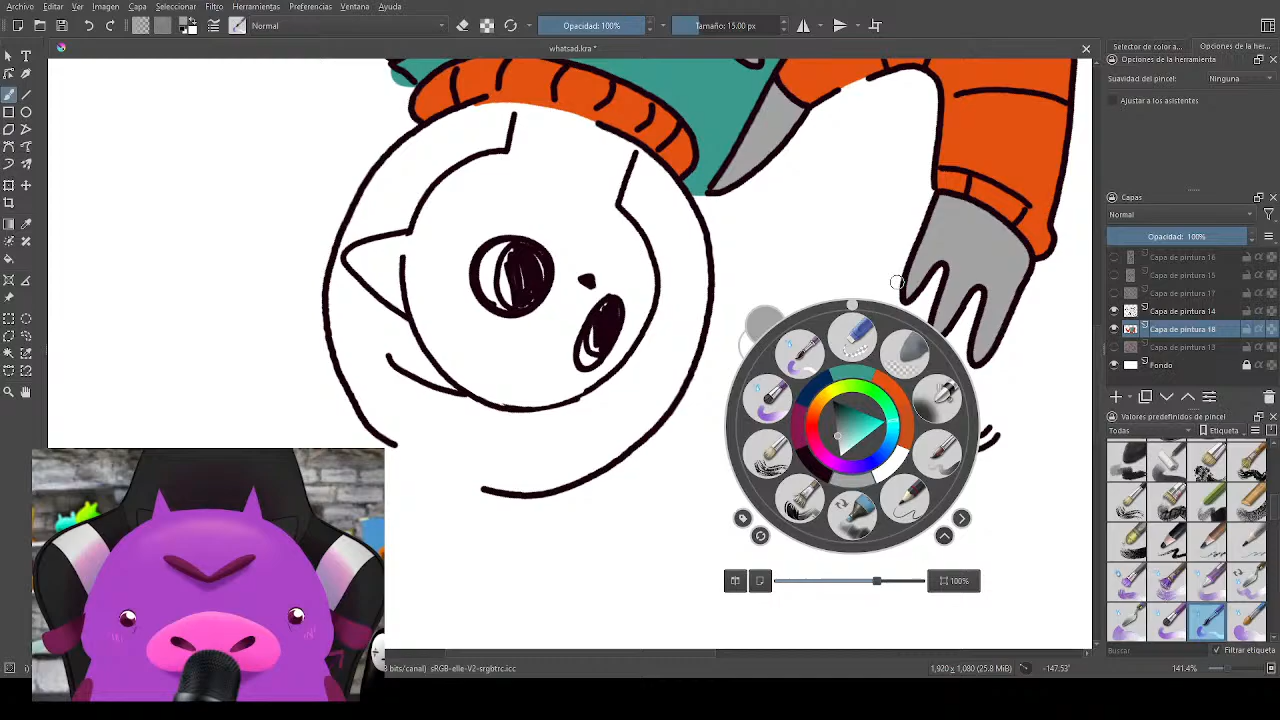 Archivo Editar Ver Imagen Capa Seleccionar Filtro Herramientas Preferencias Ventana Ayuda
Normal
Opacidad: 100%
Tamaño: 15.00 px
whatsad.kra *
Selector de color a...
Opciones de la her...
Opciones de la herramienta
Suavidad del pincel: Ninguna
Ajustar a los asistentes
Capas
Normal
Opacidad: 100%
Capa de pintura 16
Capa de pintura 15
Capa de pintura 17
Capa de pintura 14
Capa de pintura 18
Capa de pintura 13
Fondo
Valores predefinidos de pincel
Todas
Etiqueta
100%
Buscar
Filtrar etiqueta
bits/canal) sRGB-elle-V2-srgbtrc.icc
1,920 x 1,080 (25.8 MiB)
-147.53°
141.4%